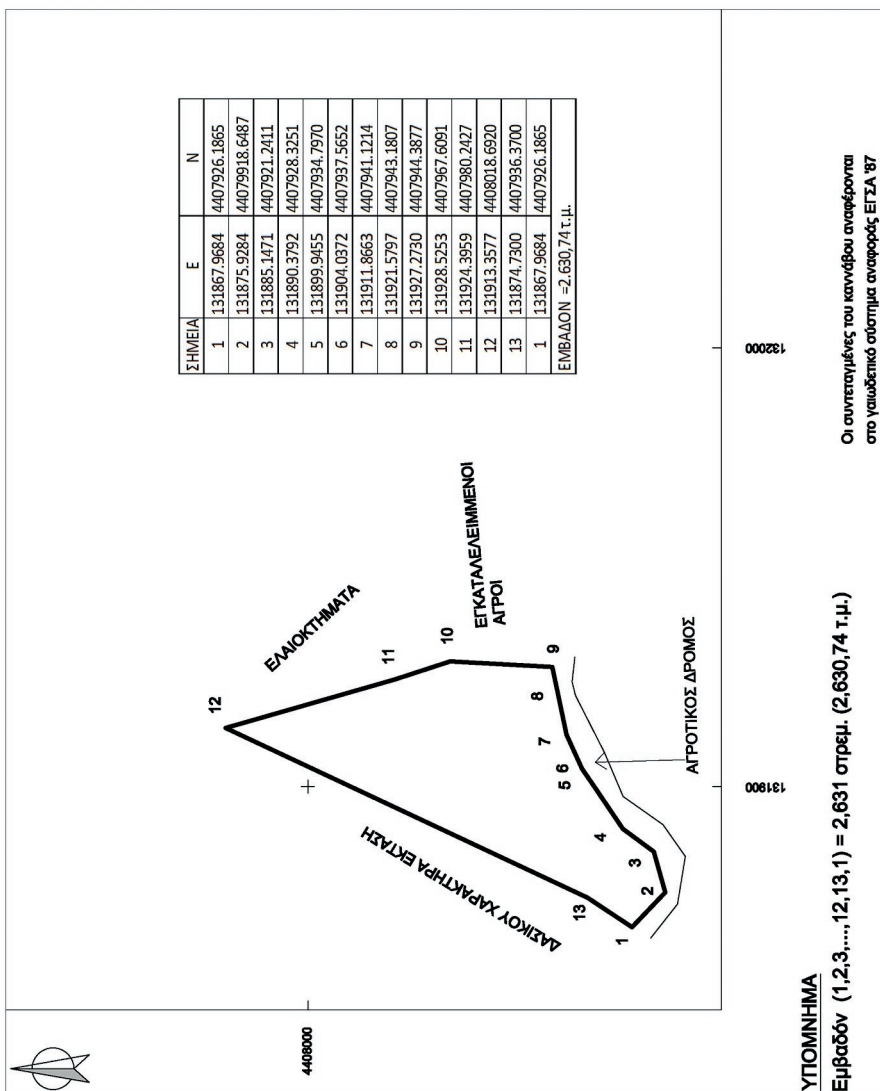 ΣΗΜΕΙΑ E N
1 131867.9684 4407926.1865
2 131875.9284 44079918.6487
3 131885.1471 4407921.2411
4 131890.3792 4407928.3251
5 131899.9455 4407934.7970
6 131904.0372 4407937.5652
7 131911.8663 4407941.1214
8 131921.5797 4407943.1807
9 131927.2730 4407944.3877
10 131928.5253 4407967.6091
11 131924.3959 4407980.2427
12 131913.3577 4408018.6920
13 131874.7300 4407936.3700
1 131867.9684 4407926.1865
ΕΜΒΑΔΟΝ =2.630,74 τ.μ.
4408000
12
ΕΛΑΙΟΚΤΗΜΑΤΑ
11
10
ΕΓΚΑΤΑΛΕΛΕΙΜΜΕΝΟΙ
ΑΓΡΟΙ
ΔΑΣΙΚΟΥ ΧΑΡΑΚΤΗΡΑ ΕΚΤΑΣΗ
13
1
2
3
4
5
6
7
8
9
ΑΓΡΟΤΙΚΟΣ ΔΡΟΜΟΣ
131900
132000
ΥΠΟΜΝΗΜΑ
Εμβαδόν (1,2,3,...,12,13,1) = 2,631 στρεμ. (2,630,74 τ.μ.)
Οι συντεταγμένες του καννάβου αναφέρονται
στο γαιωδετικό σύστημα αναφοράς ΕΓΣΑ '87